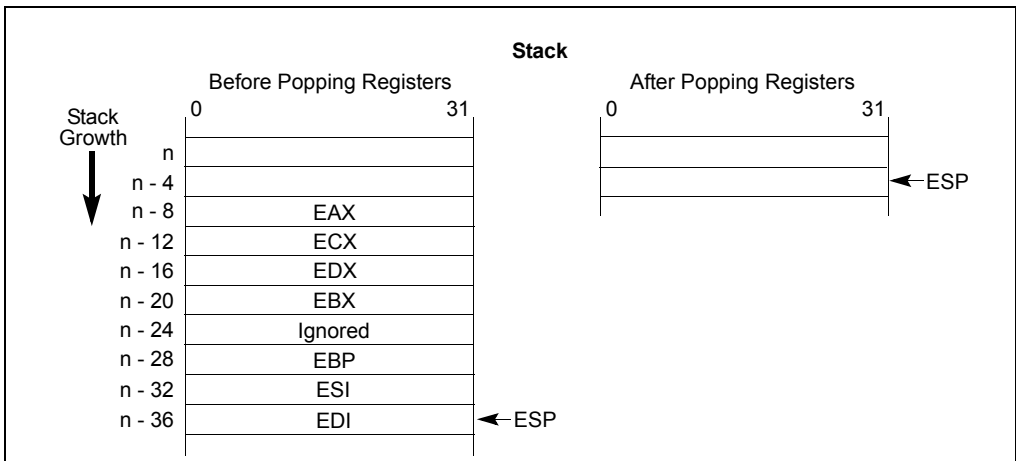 Stack
Before Popping Registers
After Popping Registers
0 31
0 31
Stack
Growth
n
n - 4
ESP
n - 8 EAX
n - 12 ECX
n - 16 EDX
n - 20 EBX
n - 24 Ignored
n - 28 EBP
n - 32 ESI
n - 36 EDI ESP